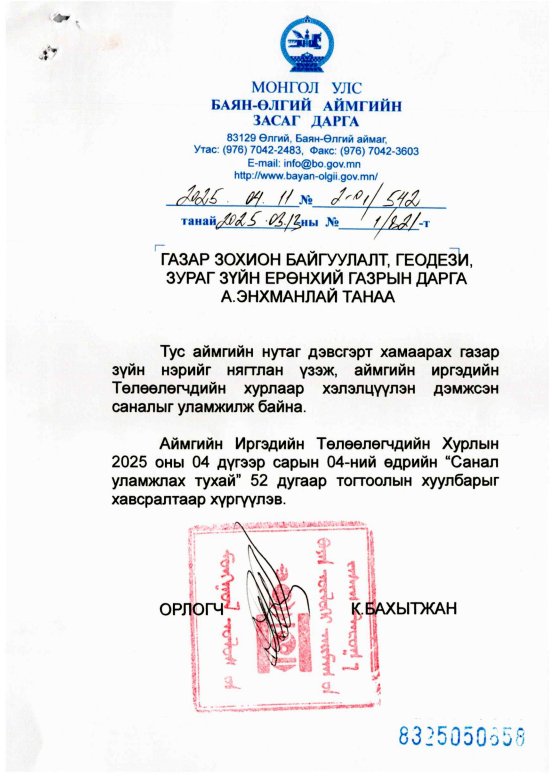 МОНГОЛ УЛС
БАЯН-ӨЛГИЙ АЙМГИЙН
ЗАСАГ ДАРГА
83129 Өлгий, Баян-Өлгий аймаг,
Утас: (976) 7042-2483, Факс: (976) 7042-3603
E-mail: info@bo.gov.mn
http://www.bayan-olgii.gov.mn/
2025. 04. 11 № 2-01/542
танай 2025.03.13ны № 1/821-т
ГАЗАР ЗОХИОН БАЙГУУЛАЛТ, ГЕОДЕЗИ,
ЗУРАГ ЗҮЙН ЕРӨНХИЙ ГАЗРЫН ДАРГА
А.ЭНХМАНЛАЙ ТАНАА
Тус аймгийн нутаг дэвсгэрт хамаарах газар
зүйн нэрийг нягтлан үзэж, аймгийн иргэдийн
Төлөөлөгчдийн хурлаар хэлэлцүүлэн дэмжсэн
саналыг уламжилж байна.
Аймгийн Иргэдийн Төлөөлөгчдийн Хурлын
2025 оны 04 дүгээр сарын 04-ний өдрийн “Санал
уламжлах тухай” 52 дугаар тогтоолын хуулбарыг
хавсралтаар хүргүүлэв.
ОРЛОГЧ К.БАХЫТЖАН
8325050658